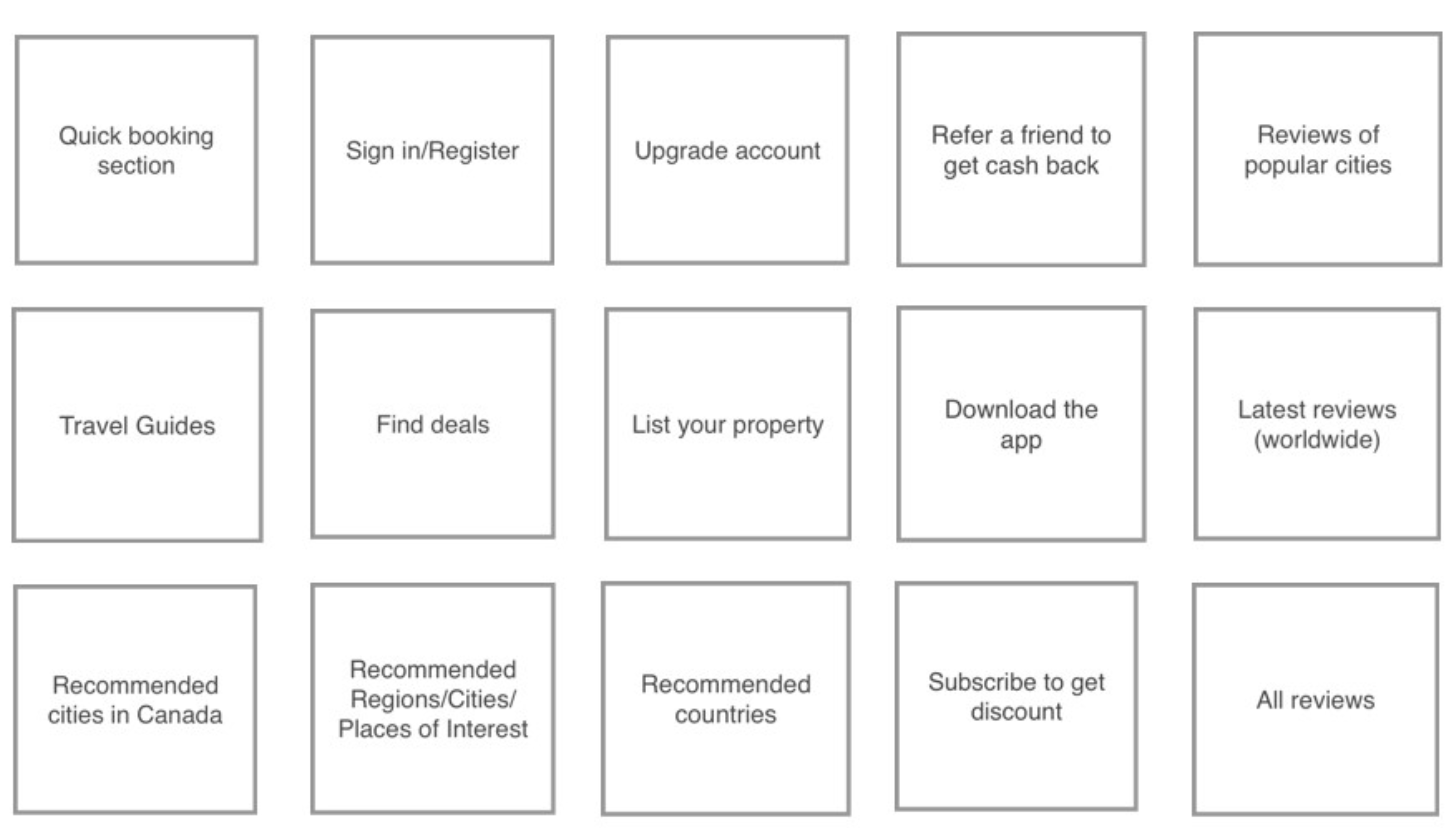 Quick booking
section
Sign in/Register
Upgrade account
Refer a friend to
get cash back
Reviews of
popular cities
Travel Guides
Find deals
List your property
Download the
app
Latest reviews
(worldwide)
Recommended
cities in Canada
Recommended
Regions/Cities/
Places of Interest
Recommended
countries
Subscribe to get
discount
All reviews